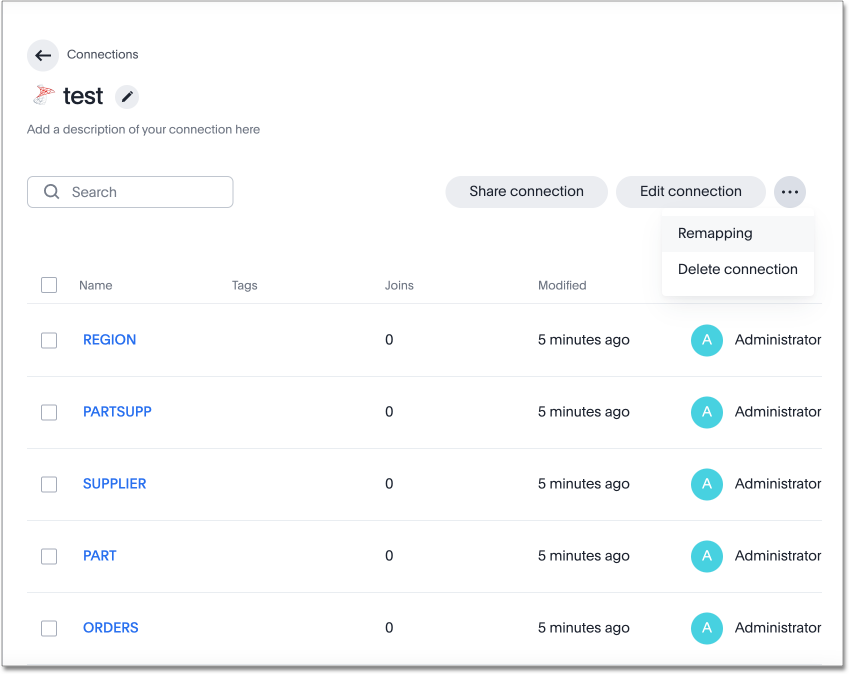 Connections
test
Add a description of your connection here
Search
Share connection
Edit connection
Remapping
Delete connection
Name Tags Joins Modified
REGION 0 5 minutes ago A Administrator
PARTSUPP 0 5 minutes ago A Administrator
SUPPLIER 0 5 minutes ago A Administrator
PART 0 5 minutes ago A Administrator
ORDERS 0 5 minutes ago A Administrator